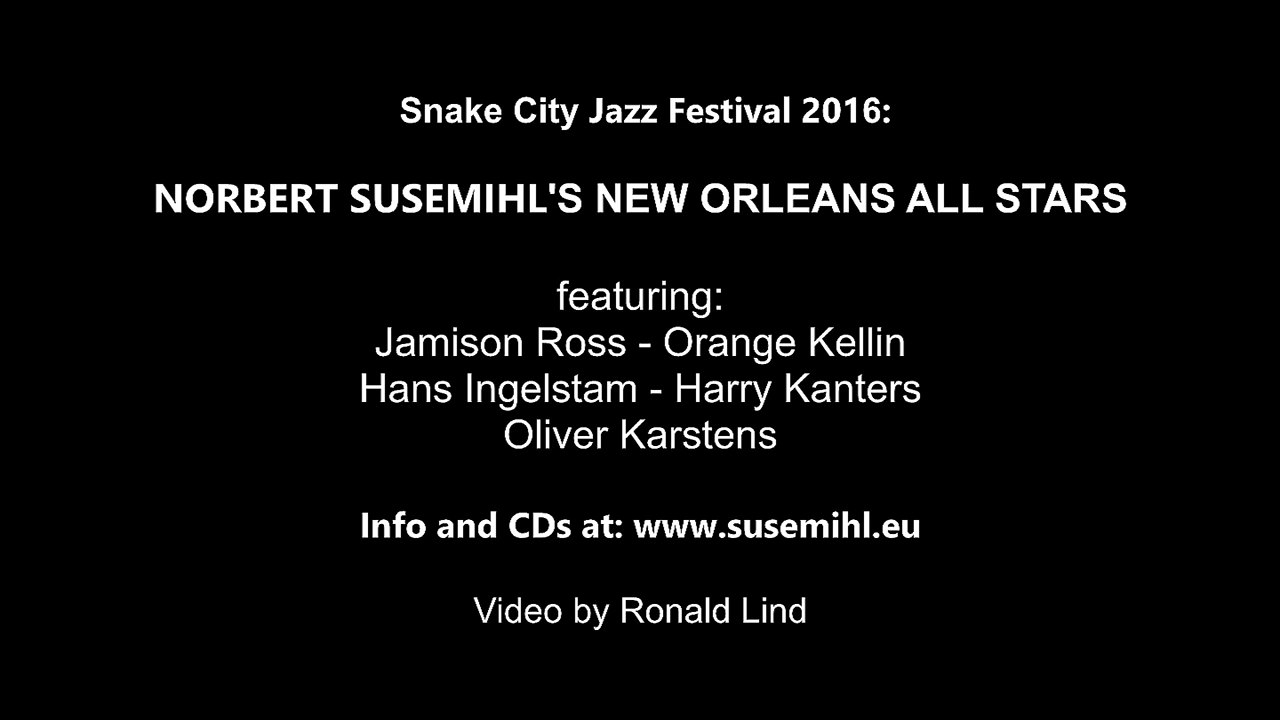 Snake City Jazz Festival 2016:
NORBERT SUSEMIHL'S NEW ORLEANS ALL STARS
featuring:
Jamison Ross - Orange Kellin
Hans Ingelstam - Harry Kanters
Oliver Karstens
Info and CDs at: www.susemihl.eu
Video by Ronald Lind